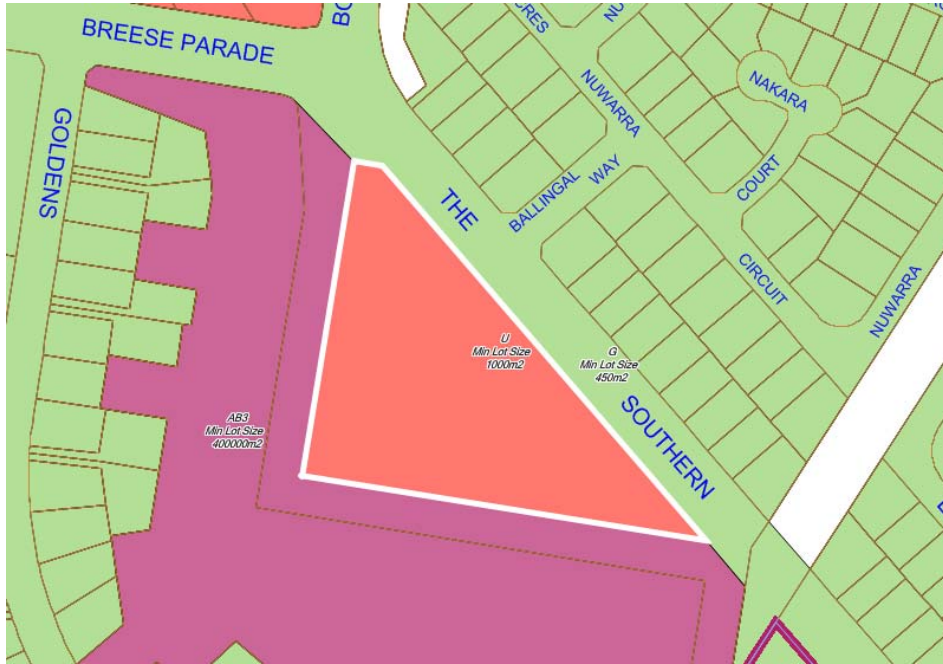 BREESE PARADE
GOLDENS
THE
SOUTHERN
BALLINGAL
WAY
NUWARRA
CIRCUIT
NAKARA
COURT
NUWARRA
U
Min Lot Size
1000m2
G
Min Lot Size
450m2
AB3
Min Lot Size
400000m2